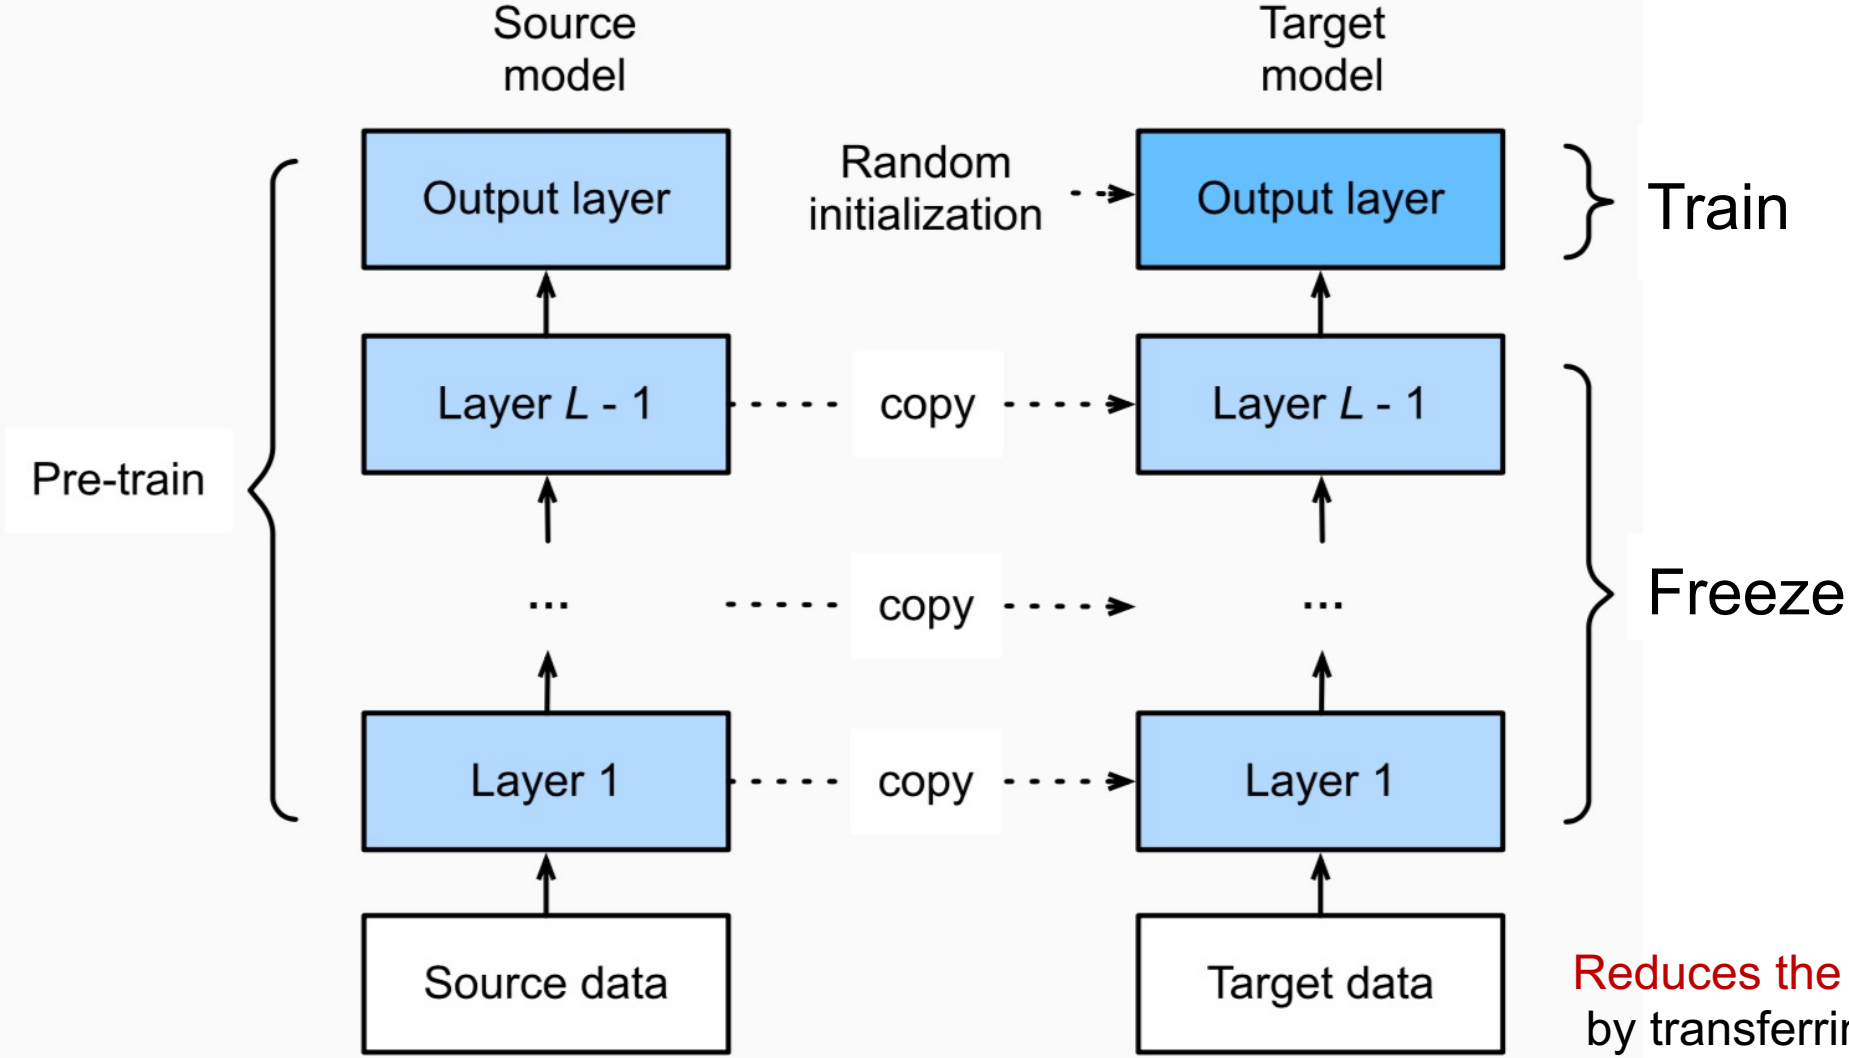 Source
model
Target
model
Output layer
Random
initialization
Output layer
Train
Layer L - 1
copy
Layer L - 1
Pre-train
...
copy
...
Freeze
Layer 1
copy
Layer 1
Source data
Target data
Reduces the
by